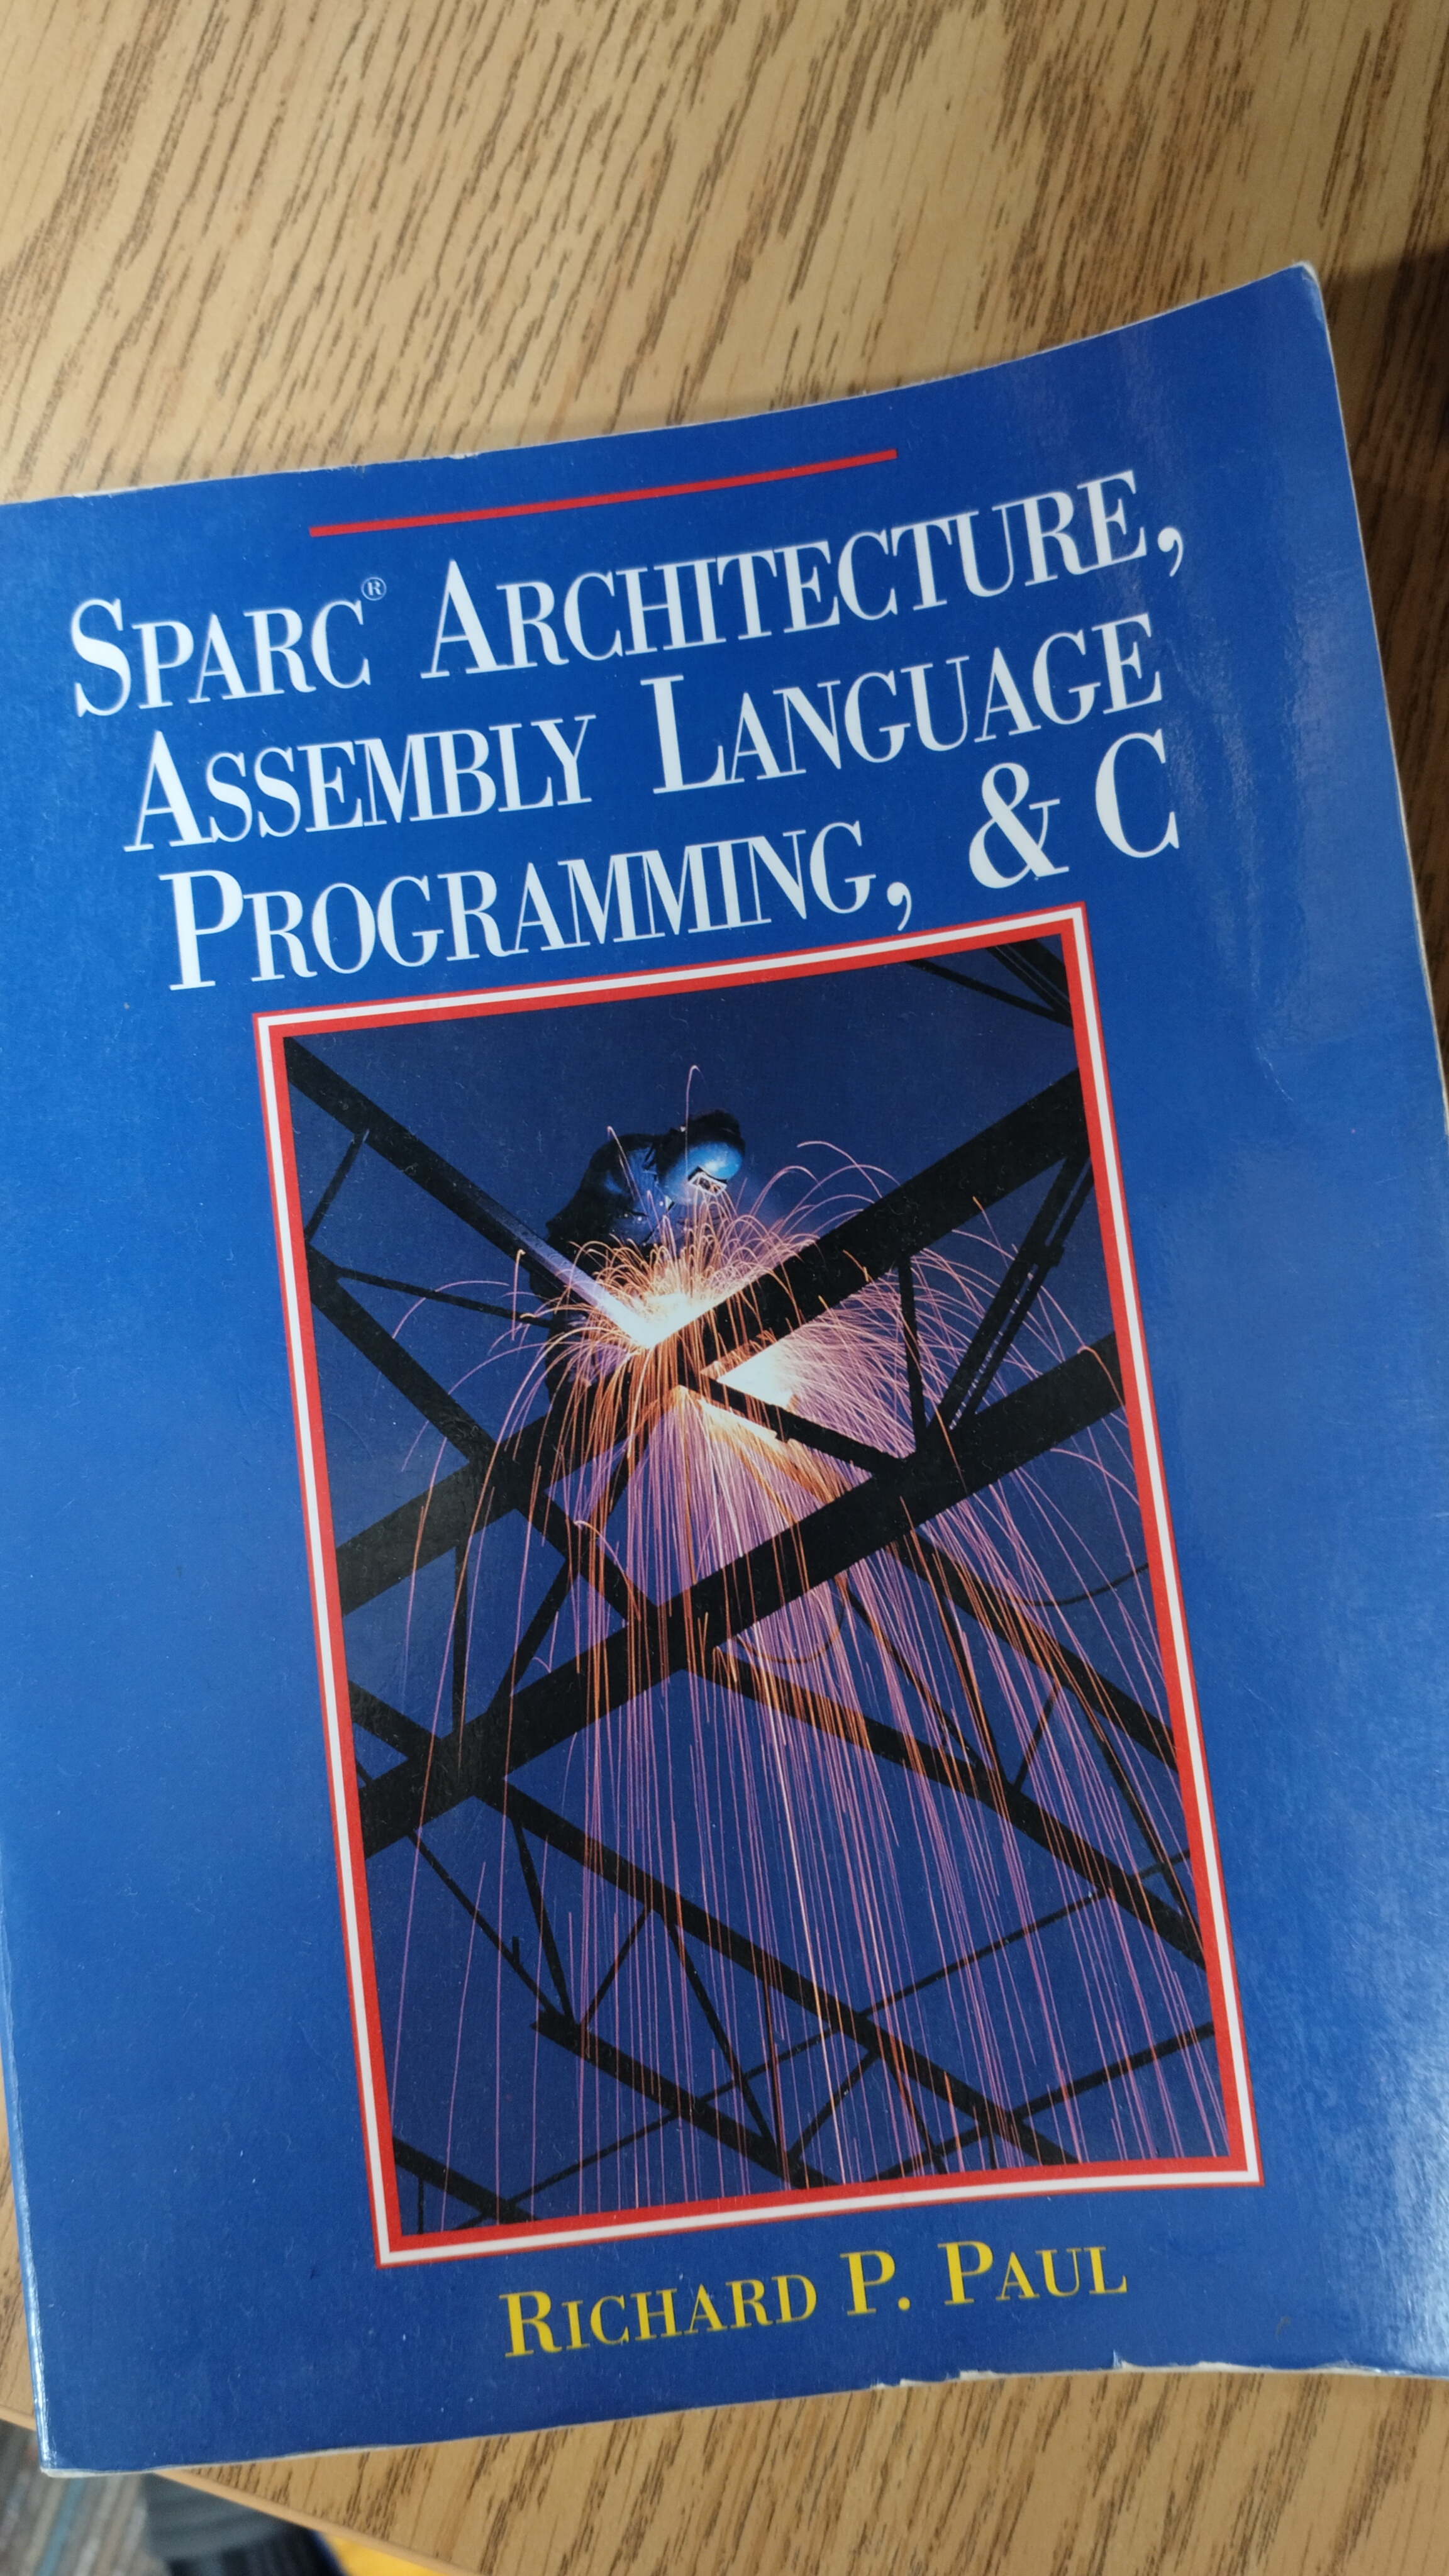 SPARC® ARCHITECTURE,
ASSEMBLY LANGUAGE
PROGRAMMING, & C
RICHARD P. PAUL